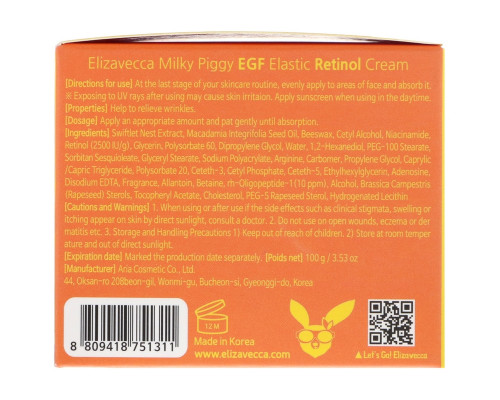 Elizavecca Milky Piggy EGF Elastic Retinol Cream
[Directions for use] At the last stage of your skincare routine, evenly apply to areas of face and absorb it.
※ Exposing to UV rays after using may cause skin irritaion. Apply sunscreen when using in the daytime.
[Properties] Help to relieve wrinkles.
[Dosage] Apply an appropriate amount and pat gently until absorption.
[Ingredients] Swiftlet Nest Extract, Macadamia Integrifolia Seed Oil, Beeswax, Cetyl Alcohol, Niacinamide,
Retinol (2500 IU/g), Glycerin, Polysorbate 60, Dipropylene Glycol, Water, 1,2-Hexanediol, PEG-100 Stearate,
Sorbitan Sesquioleate, Glyceryl Stearate, Sodium Polyacrylate, Arginine, Carbomer, Propylene Glycol, Caprylic
/Capric Triglyceride, Polysorbate 20, Ceteth-3, Cetyl Phosphate, Ceteth-5, Ethylhexylglycerin, Adenosine,
Disodium EDTA, Fragrance, Allantoin, Betaine, rh-Oligopeptide-1(10 ppm), Alcohol, Brassica Campestris
(Rapeseed) Sterols, Tocopheryl Acetate, Cholesterol, PEG-5 Rapeseed Sterol, Hydrogenated Lecithin
[Cautions and Warnings] 1. When using or after use if the side effects such as clinical stigmata, swelling or
itching appear on skin by direct sunlight, consult a doctor. 2. Do not use on open wounds, eczema or der
matitis etc. 3. Storage and Handling Precautions 1) Keep out of reach of children. 2) Store at room temper
ature and out of direct sunlight.
[Expiration date] Marked the production date separately. [Poids net] 100 g / 3.53 oz
[Manufacturer] Aria Cosmetic Co., Ltd.
44, Oksan-ro 208beon-gil, Wonmi-gu, Bucheon-si, Gyeonggi-do, Korea
12 M
Made in Korea
www.elizavecca.com
8 809418 751311
▲ Let's Go! Elizavecca